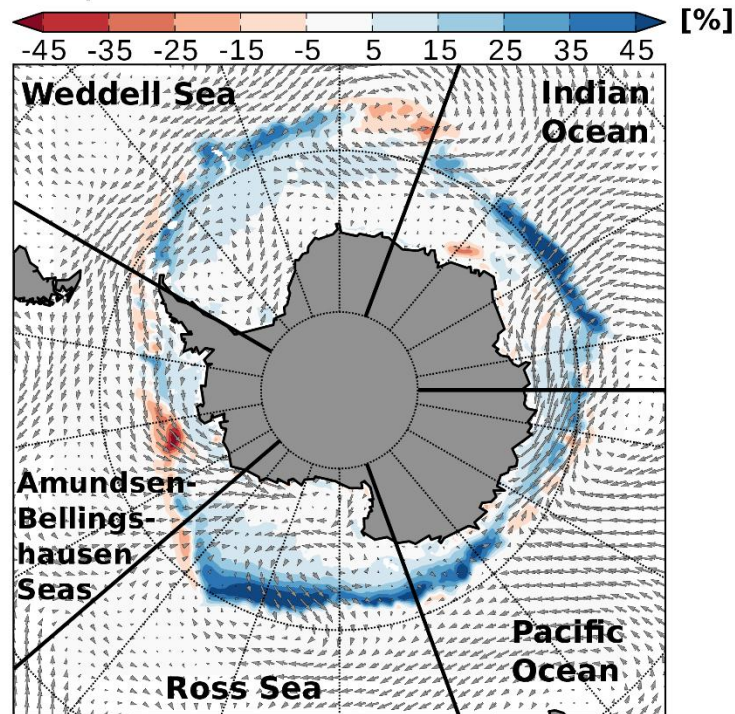 [%]
-45 -35 -25 -15 -5 5 15 25 35 45
Weddell Sea
Indian
Ocean
Amundsen-
Bellings-
hausen
Seas
Pacific
Ocean
Ross Sea